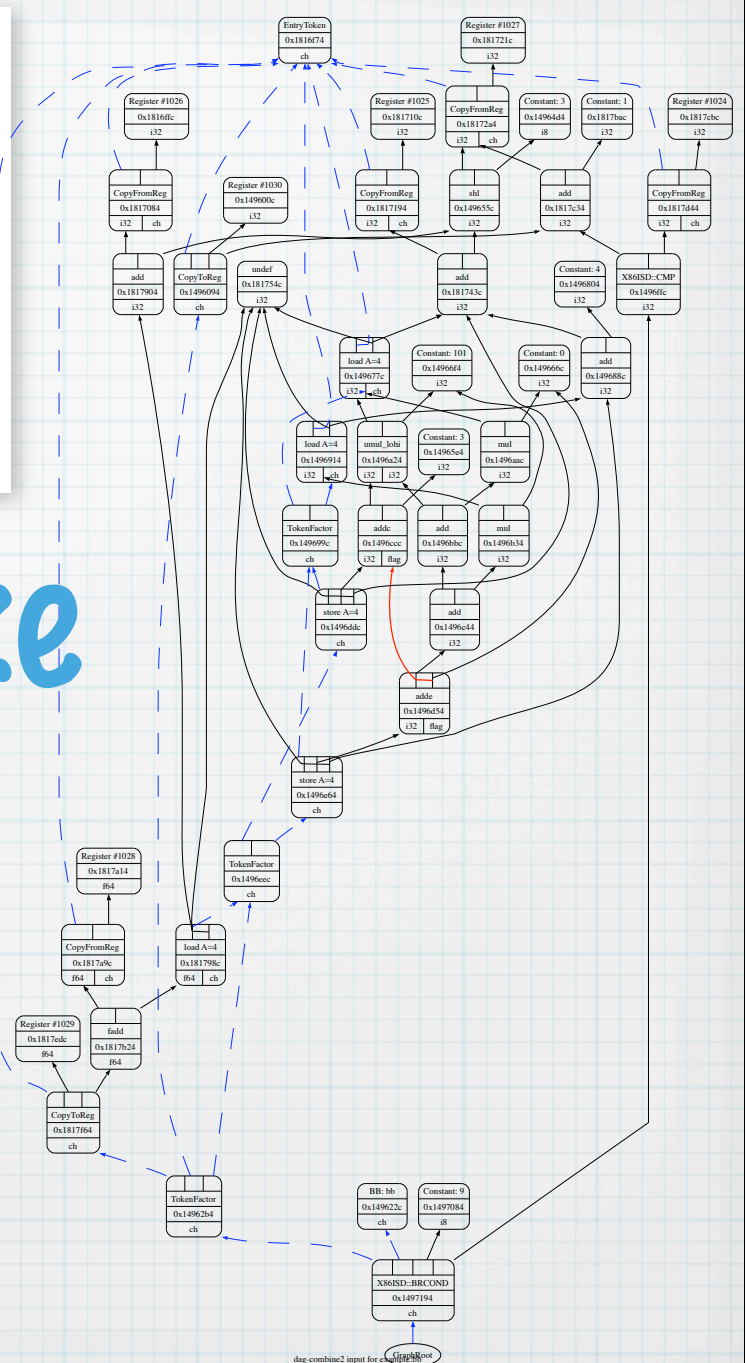 EntryToken
0x1816f74
ch
Register #1027
0x181721c
i32
CopyFromReg
0x18172a4
i32 ch
Register #1026
0x1816ffc
i32
Register #1025
0x181710c
i32
Constant: 3
0x14964d4
i8
Constant: 1
0x1817bac
i32
Register #1024
0x1817cbc
i32
CopyFromReg
0x1817084
i32 ch
Register #1030
0x149600c
i32
CopyFromReg
0x1817194
i32 ch
shl
0x149655c
i32
add
0x1817c34
i32
CopyFromReg
0x1817d44
i32 ch
add
0x1817904
i32
CopyToReg
0x1496094
ch
undef
0x181754c
i32
add
0x181743c
i32
Constant: 4
0x1496804
i32
X86ISD::CMP
0x1496ffc
i32
load A=4
0x149677c
i32 ch
Constant: 101
0x14966f4
i32
Constant: 0
0x149666c
i32
add
0x149688c
i32
load A=4
0x1496914
i32 ch
umul_lohi
0x1496a24
i32 i32
Constant: 3
0x14965e4
i32
mul
0x1496aac
i32
TokenFactor
0x149699c
ch
addc
0x1496ccc
i32 flag
add
0x1496bbc
i32
mul
0x1496b34
i32
store A=4
0x1496ddc
ch
add
0x1496c44
i32
adde
0x1496d54
i32 flag
store A=4
0x1496e64
ch
TokenFactor
0x1496eec
ch
Register #1028
0x1817a14
f64
CopyFromReg
0x1817a9c
f64 ch
load A=4
0x181798c
f64 ch
Register #1029
0x1817edc
f64
fadd
0x1817b24
f64
CopyToReg
0x1817f64
ch
TokenFactor
0x14962b4
ch
BB: bb
0x149622c
ch
Constant: 9
0x1497084
i8
X86ISD::BRCOND
0x1497194
ch
GraphRoot
dag-combine2 input for example:bb